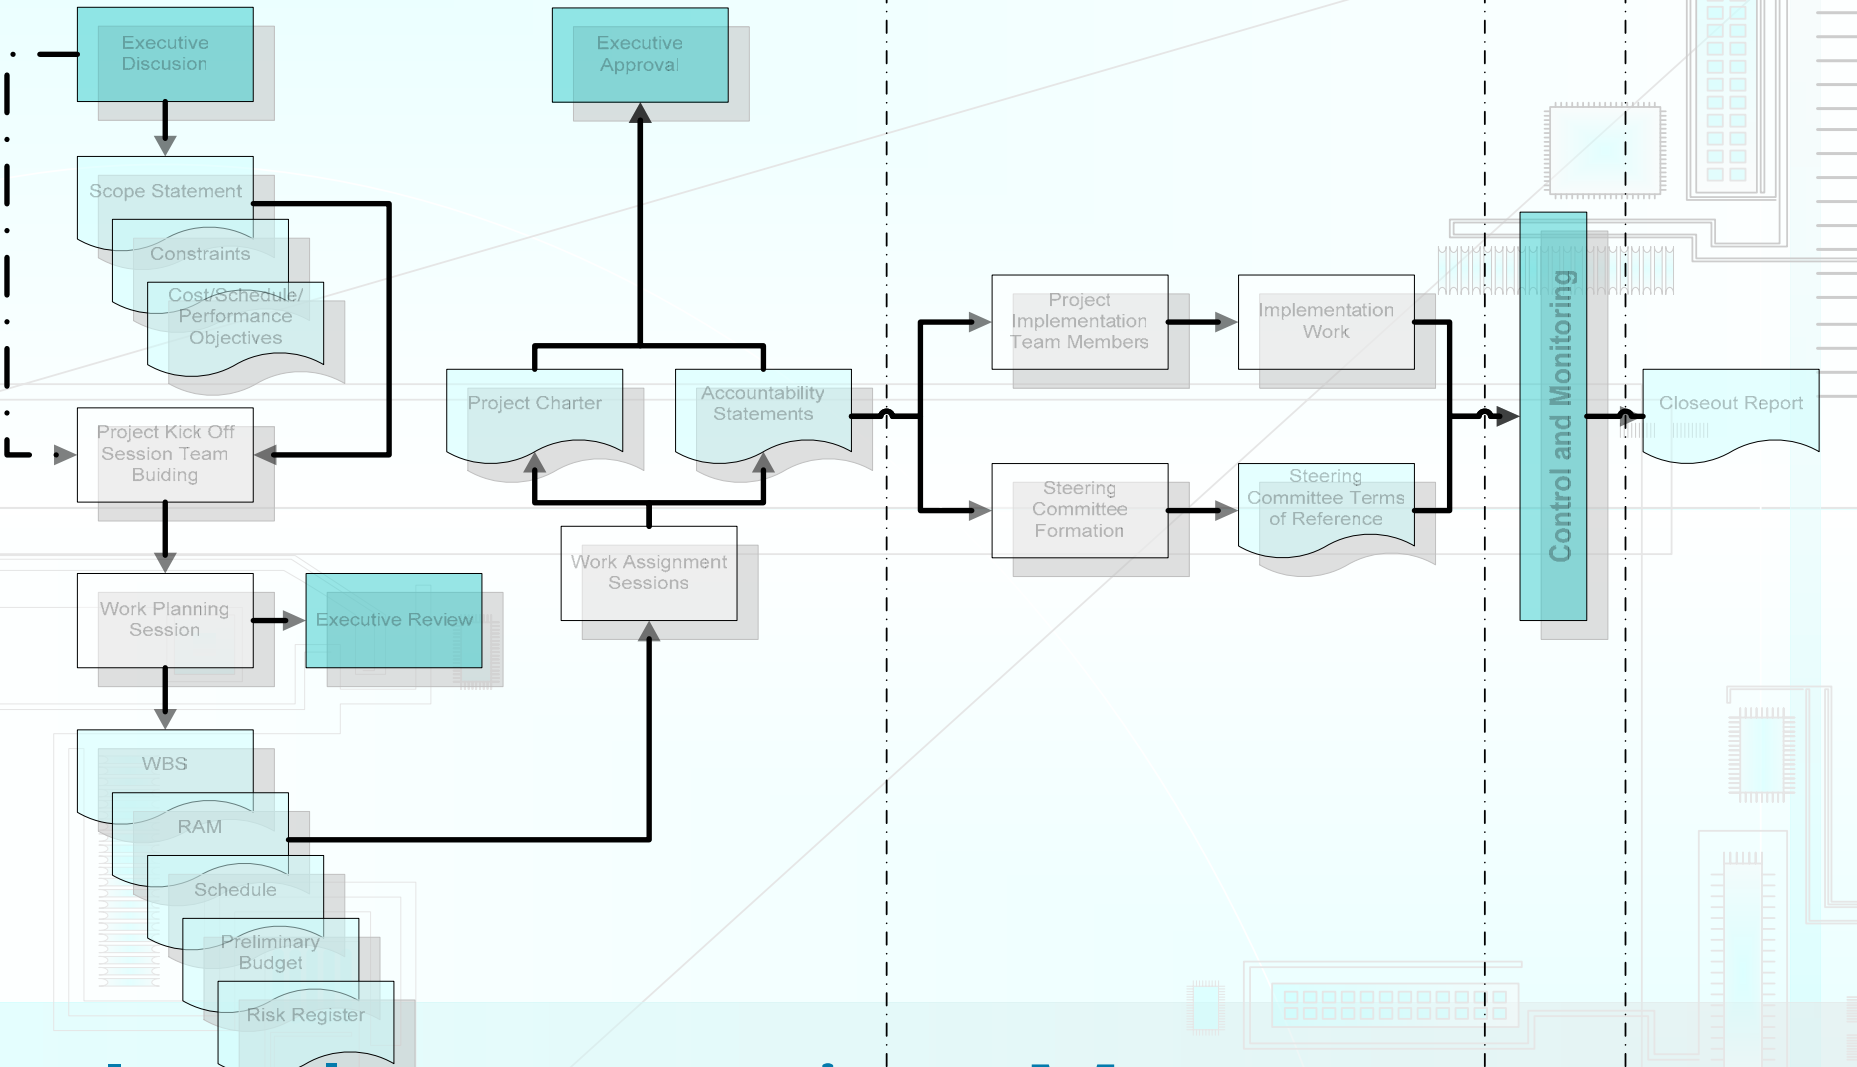 Executive
Discusion
Executive
Approval
Scope Statement
Constraints
Cost/Schedule/
Performance
Objectives
Project Kick Off
Session Team
Buiding
Project Charter
Accountability
Statements
Project
Implementation
Team Members
Implementation
Work
Control and Monitoring
Closeout Report
Steering
Committee
Formation
Steering
Committee Terms
of Reference
Work Assignment
Sessions
Work Planning
Session
Executive Review
WBS
RAM
Schedule
Preliminary
Budget
Risk Register